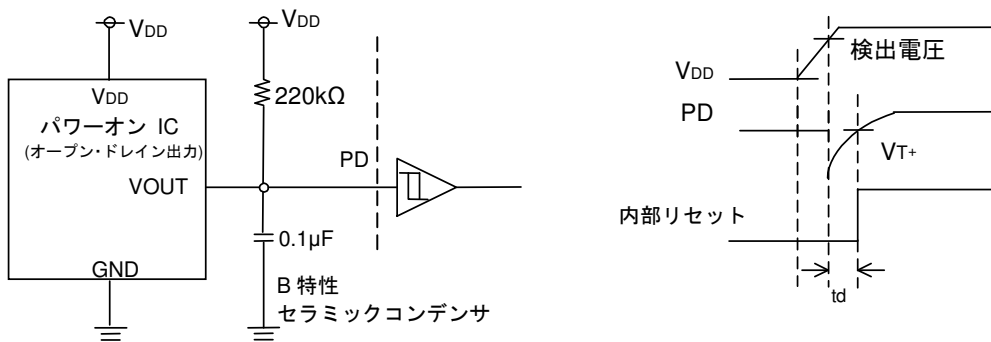 VDD
VDD
VDD
パワーオン IC
(オープン・ドレイン出力)
VOUT
GND
220kΩ
PD
0.1µF
B 特性
セラミックコンデンサ
検出電圧
VDD
PD
VT+
内部リセット
td